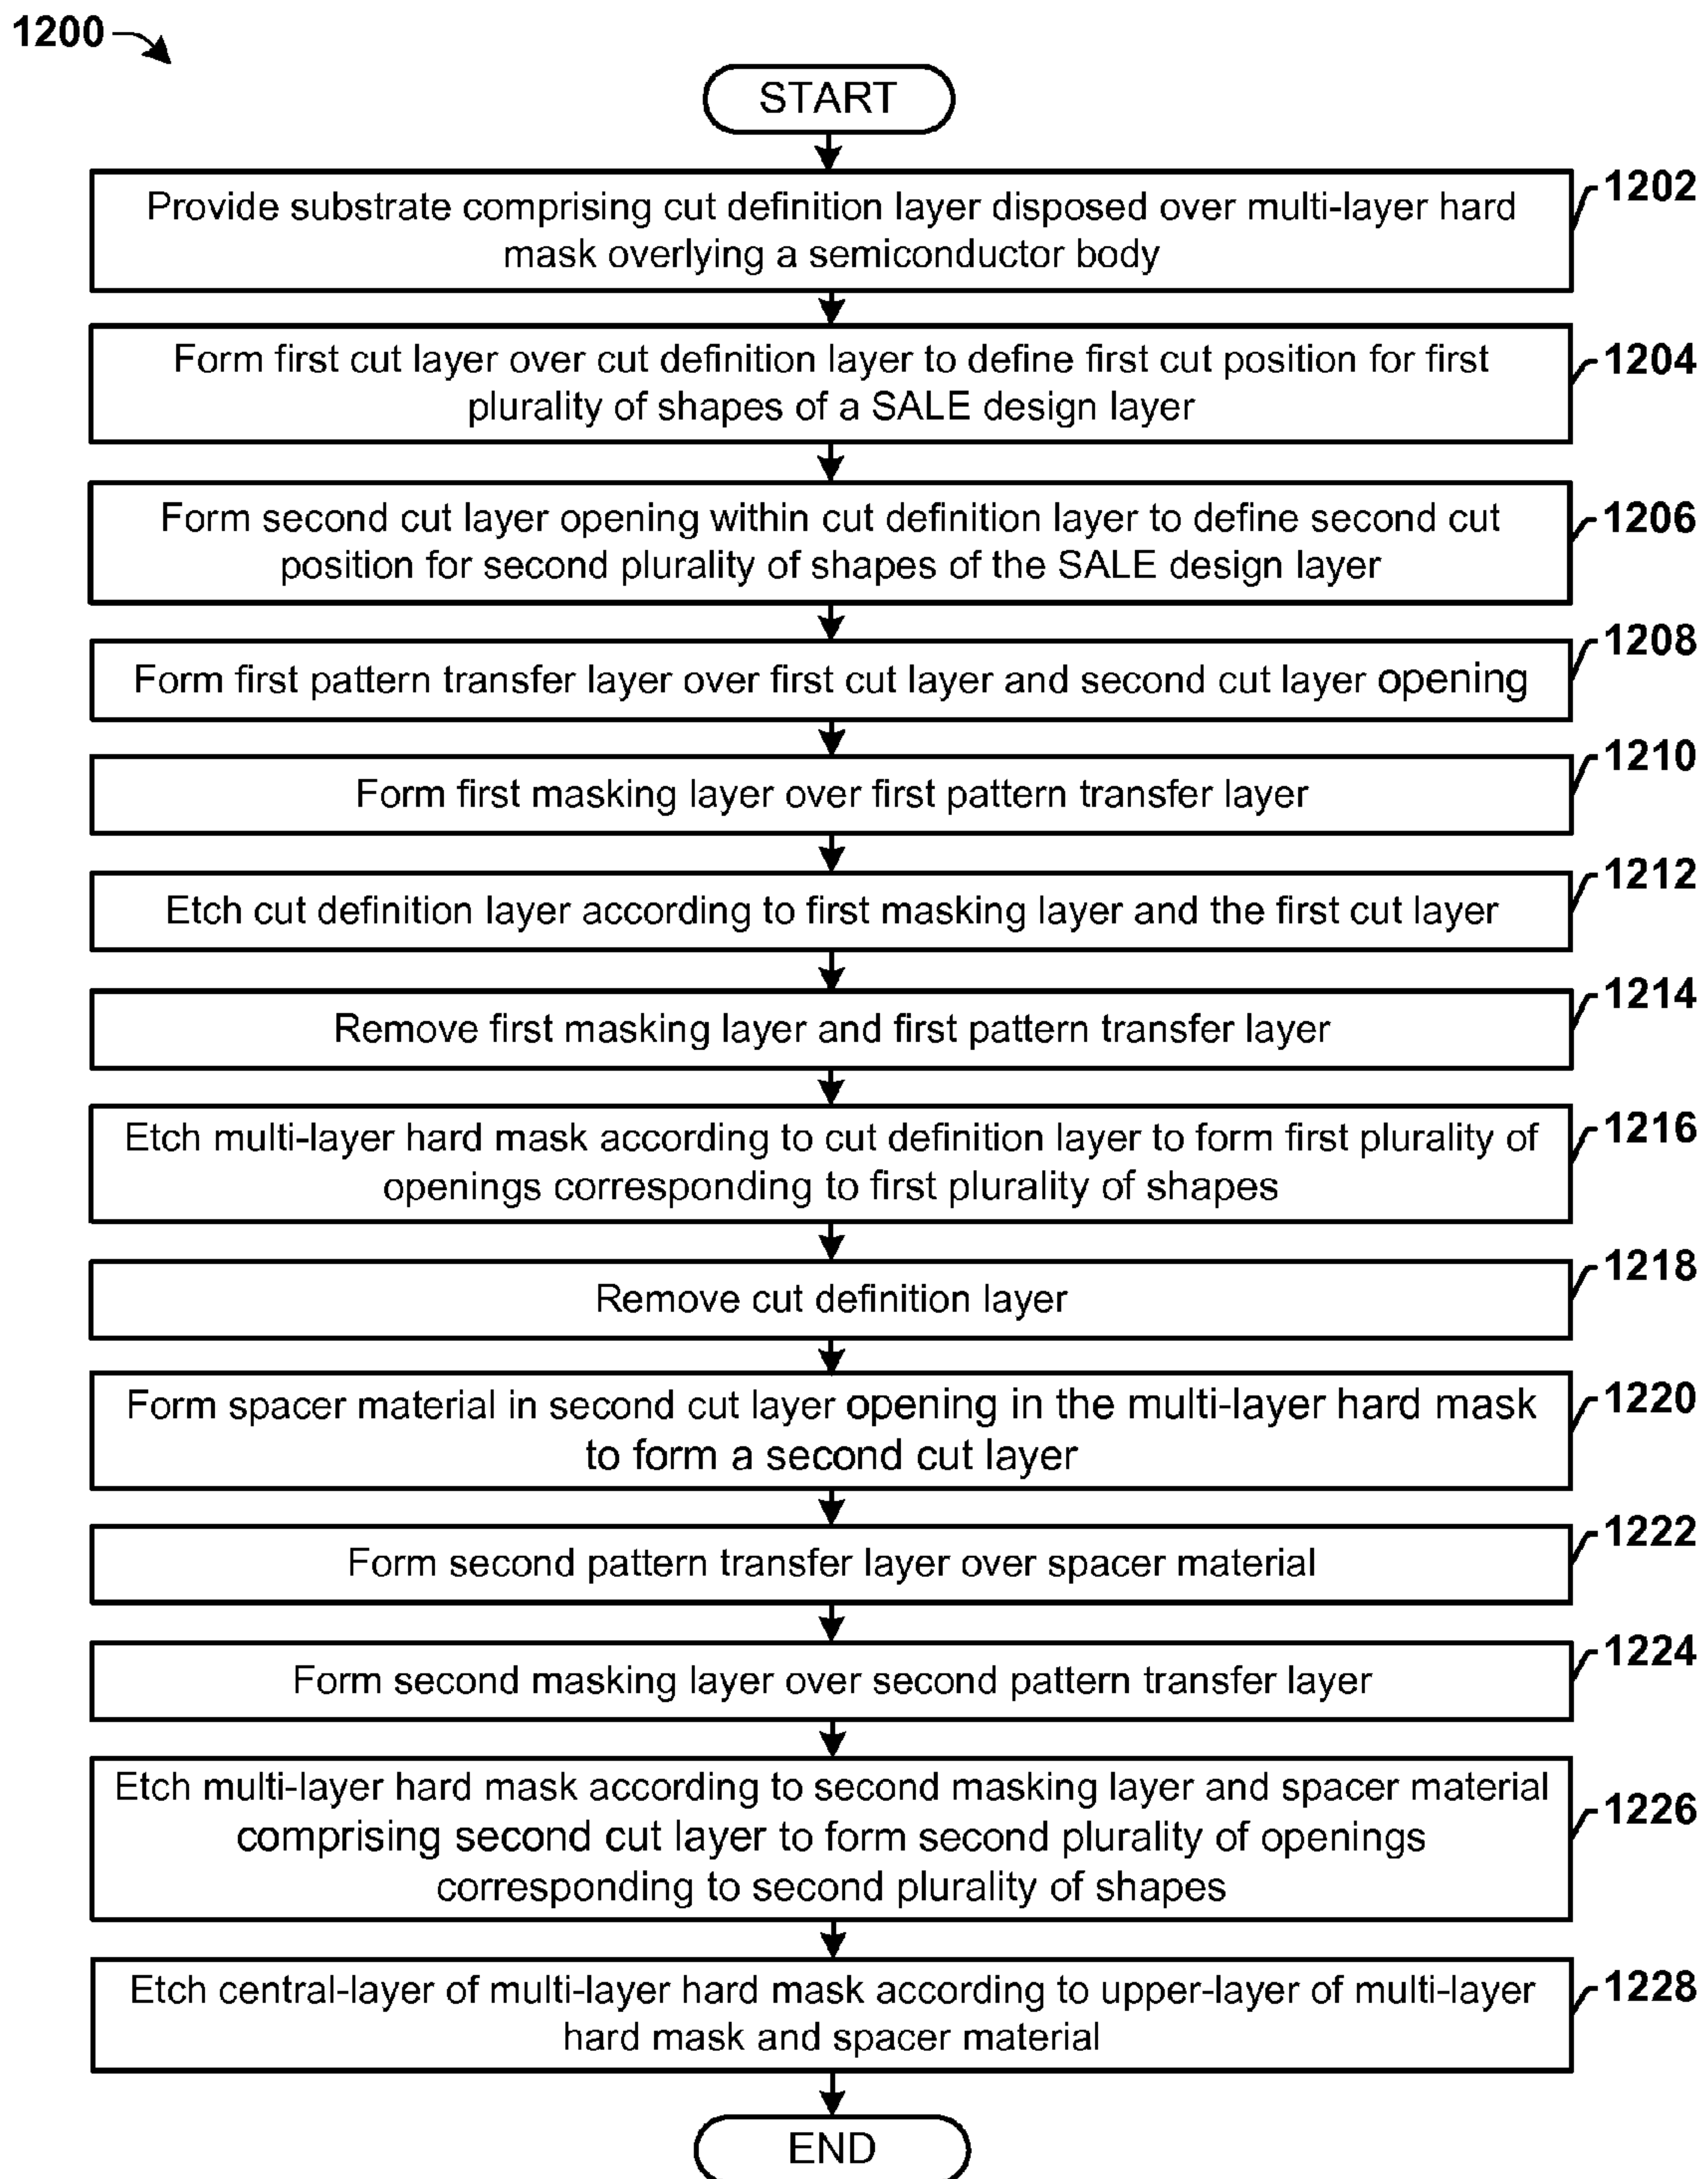 1200
START
1202
Provide substrate comprising cut definition layer disposed over multi-layer hard
mask overlying a semiconductor body
1204
Form first cut layer over cut definition layer to define first cut position for first
plurality of shapes of a SALE design layer
1206
Form second cut layer opening within cut definition layer to define second cut
position for second plurality of shapes of the SALE design layer
1208
Form first pattern transfer layer over first cut layer and second cut layer opening
1210
Form first masking layer over first pattern transfer layer
1212
Etch cut definition layer according to first masking layer and the first cut layer
1214
Remove first masking layer and first pattern transfer layer
1216
Etch multi-layer hard mask according to cut definition layer to form first plurality of
openings corresponding to first plurality of shapes
1218
Remove cut definition layer
1220
Form spacer material in second cut layer opening in the multi-layer hard mask
to form a second cut layer
1222
Form second pattern transfer layer over spacer material
1224
Form second masking layer over second pattern transfer layer
1226
Etch multi-layer hard mask according to second masking layer and spacer material
comprising second cut layer to form second plurality of openings
corresponding to second plurality of shapes
1228
Etch central-layer of multi-layer hard mask according to upper-layer of multi-layer
hard mask and spacer material
END